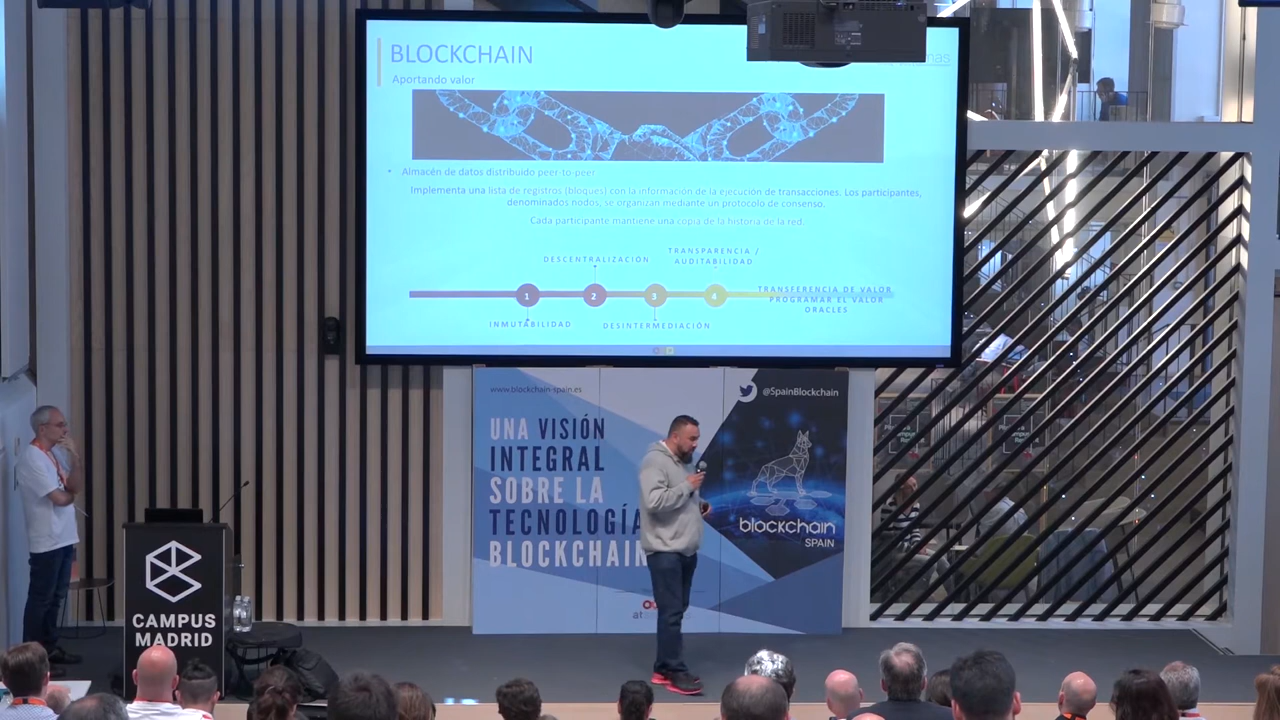 BLOCKCHAIN
Aportando valor
• Almacén de datos distribuido peer-to-peer
Implementa una lista de registros (bloques) con la información de la ejecución de transacciones. Los participantes,
denominados nodos, se organizan mediante un protocolo de consenso.
Cada participante mantiene una copia de la historia de la red.
DESCENTRALIZACIÓN
TRANSPARENCIA /
AUDITABILIDAD
1
2
3
4
TRANSFERENCIA DE VALOR
PROGRAMAR EL VALOR
ORACLES
INMUTABILIDAD
DESINTERMEDIACIÓN
www.blockchain-spain.es
@SpainBlockchain
UNA VISIÓN
INTEGRAL
SOBRE LA
TECNOLOGÍA
BLOCKCHAIN
blockchain
SPAIN
CAMPUS
MADRID